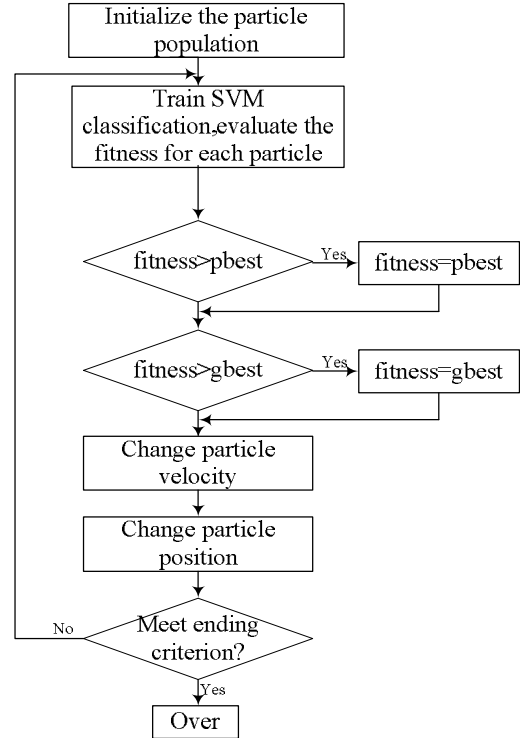 Initialize the particle
population
Train SVM
classification,evaluate the
fitness for each particle
fitness>pbest
Yes
fitness=pbest
fitness>gbest
Yes
fitness=gbest
Change particle
velocity
Change particle
position
Meet ending
criterion?
No
Yes
Over